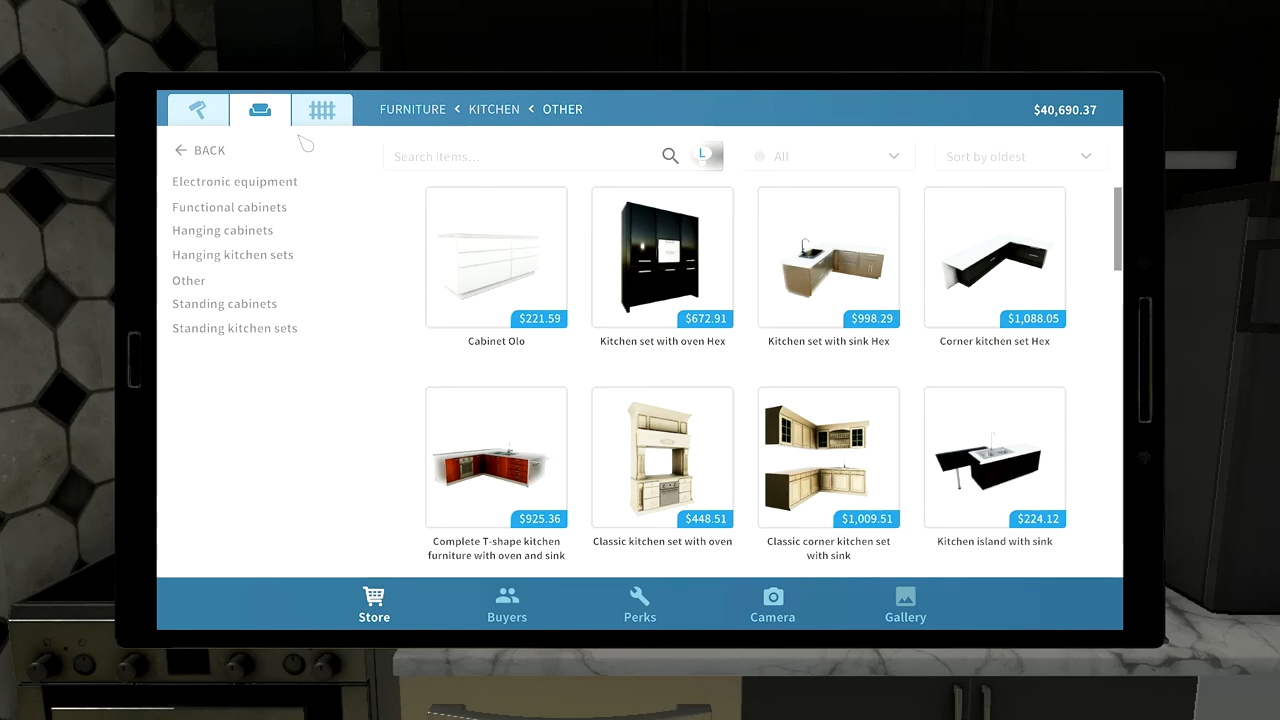 FURNITURE < KITCHEN < OTHER
$40,690.37
BACK
Search items...
L
All
Sort by oldest
Electronic equipment
Functional cabinets
Hanging cabinets
Hanging kitchen sets
Other
Standing cabinets
Standing kitchen sets
$221.59
$672.91
$998.29
$1,088.05
Cabinet Olo
Kitchen set with oven Hex
Kitchen set with sink Hex
Corner kitchen set Hex
$925.36
$448.51
$1,009.51
$224.12
Complete T-shape kitchen
furniture with oven and sink
Classic kitchen set with oven
Classic corner kitchen set
with sink
Kitchen island with sink
Store
Buyers
Perks
Camera
Gallery